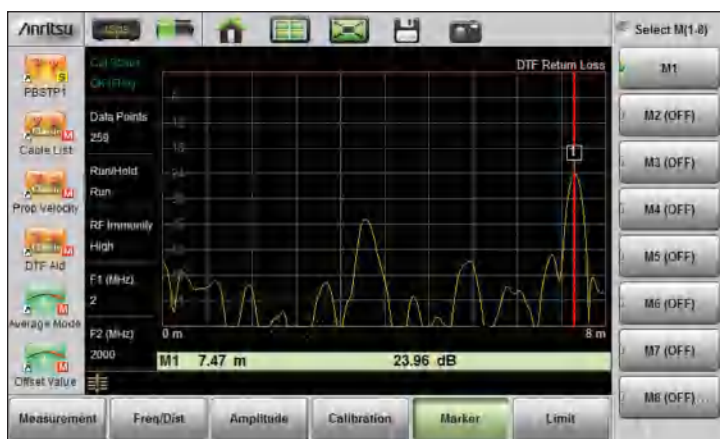 Anritsu
Select M(1-8)
PBSTP1
Cable List
Prop Velocity
DTF Aid
Average Mode
Offset Value
Cal Status
Data Points
259
Run/Hold
Run
RF Immunity
High
F1 (MHz)
2
F2 (MHz)
2000
DTF Return Loss
1
0 m
8 m
M1 7.47 m 23.96 dB
M1
M2 (OFF)
M3 (OFF)
M4 (OFF)
M5 (OFF)
M6 (OFF)
M7 (OFF)
M8 (OFF)
Measurement
Freq/Dist
Amplitude
Calibration
Marker
Limit